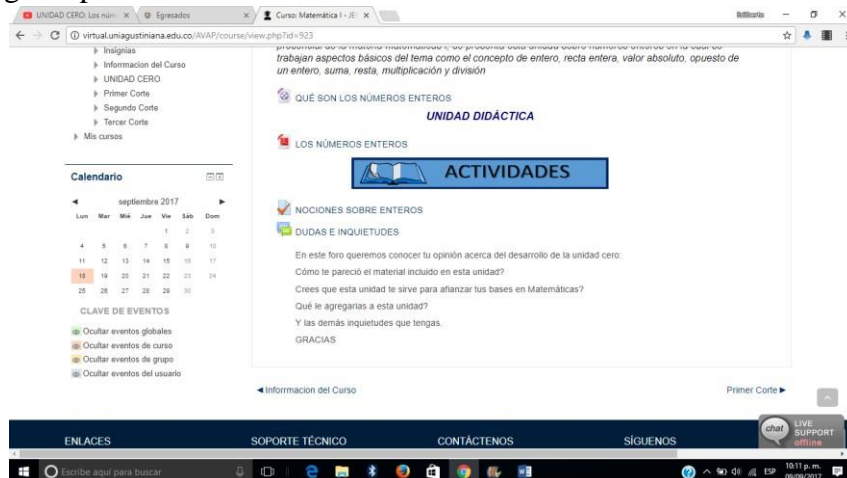 UNIDAD CERO: Los núm
Egresados
Curso: Matemática I - JE
virtual.uniagustiniana.edu.co/AVAP/course/view.php?id=923
Insignias
Informacion del Curso
UNIDAD CERO
Primer Corte
Segundo Corte
Tercer Corte
Mis cursos
trabajan aspectos básicos del tema como el concepto de entero, recta entera, valor absoluto, opuesto de
un entero, suma, resta, multiplicación y división
QUÉ SON LOS NÚMEROS ENTEROS
UNIDAD DIDÁCTICA
LOS NÚMEROS ENTEROS
ACTIVIDADES
NOCIONES SOBRE ENTEROS
DUDAS E INQUIETUDES
En este foro queremos conocer tu opinión acerca del desarrollo de la unidad cero:
Cómo te pareció el material incluido en esta unidad?
Crees que esta unidad te sirve para afianzar tus bases en Matemáticas?
Qué le agregarias a esta unidad?
Y las demás inquietudes que tengas.
GRACIAS
Calendario
septiembre 2017
Lun Mar Mié Jue Vie Sáb Dom
1 2 3
4 5 6 7 8 9 10
11 12 13 14 15 16 17
18 19 20 21 22 23 24
25 26 27 28 29 30
CLAVE DE EVENTOS
Ocultar eventos globales
Ocultar eventos de curso
Ocultar eventos de grupo
Ocultar eventos del usuario
Informacion del Curso
Primer Corte
chat
LIVE SUPPORT
offline
ENLACES
SOPORTE TÉCNICO
CONTÁCTENOS
SÍGUENOS
Escribe aquí para buscar
ESP
10:11 p. m.
09/09/2017